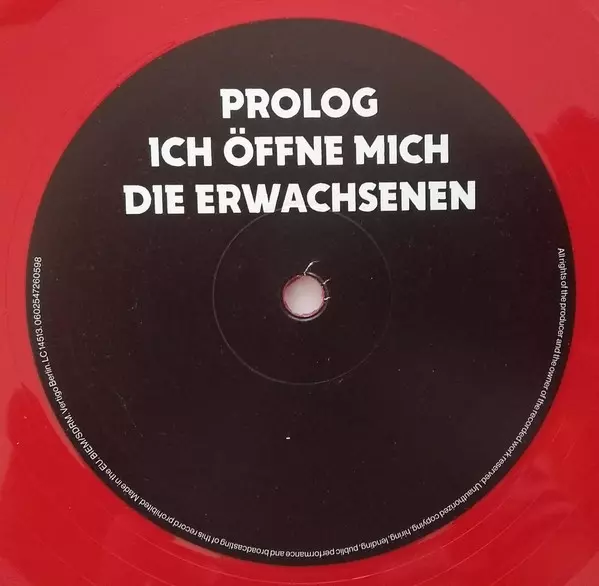 PROLOG
ICH ÖFFNE MICH
DIE ERWACHSENEN
All rights of the producer and the owner of the recorded work reserved. Unauthorized copying, hiring, lending, public performance and broadcasting of this record prohibited. Made in the EU. BIEM/SDRM. Vertigo Berlin. LC 14513. 0602547260598